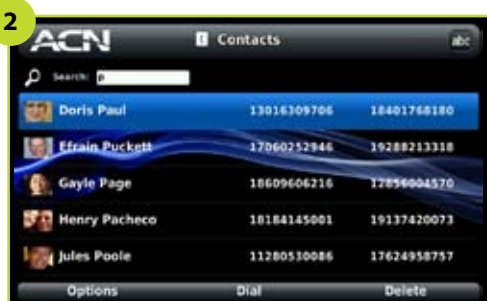 2
ACN Contacts abc
Search: p
Doris Paul 13016309706 18401768180
Efrain Puckett 17060252946 19288213318
Gayle Page 18609606216 12856004570
Henry Pacheco 18184145001 19137420073
Jules Poole 11280530086 17624958757
Options Dial Delete